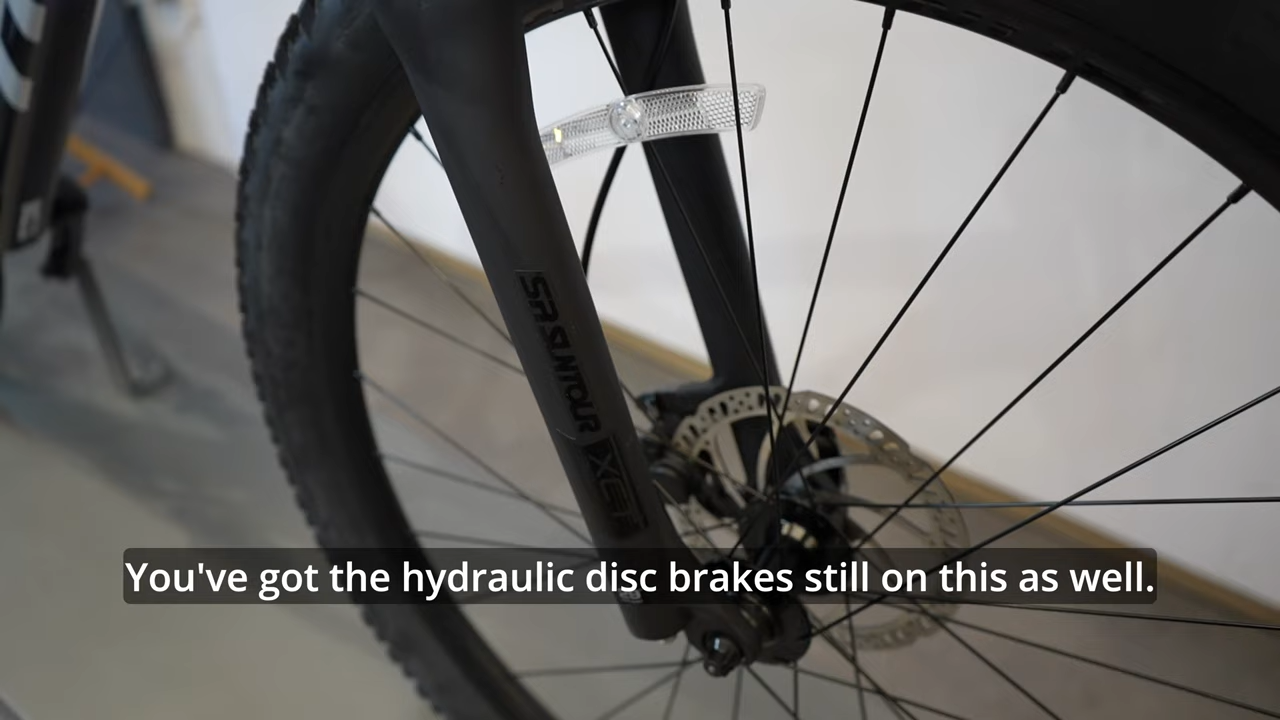 SR SUNTOUR XCT
You've got the hydraulic disc brakes still on this as well.